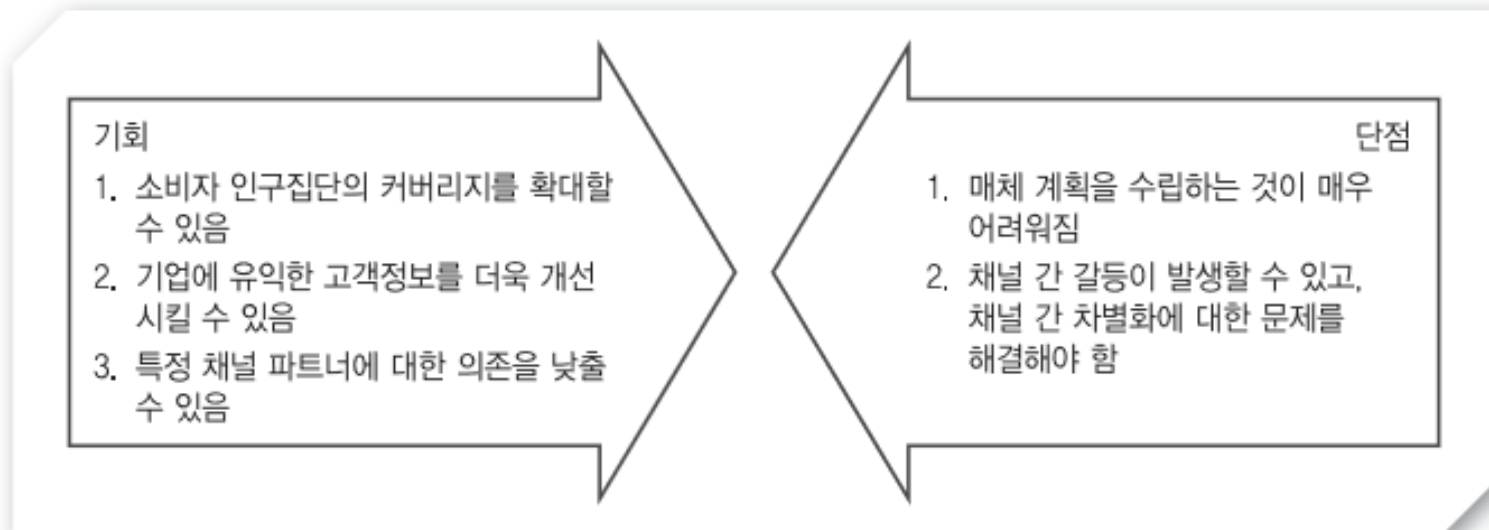 기회
1. 소비자 인구집단의 커버리지를 확대할
수 있음
2. 기업에 유익한 고객정보를 더욱 개선
시킬 수 있음
3. 특정 채널 파트너에 대한 의존을 낮출
수 있음
단점
1. 매체 계획을 수립하는 것이 매우
어려워짐
2. 채널 간 갈등이 발생할 수 있고,
채널 간 차별화에 대한 문제를
해결해야 함